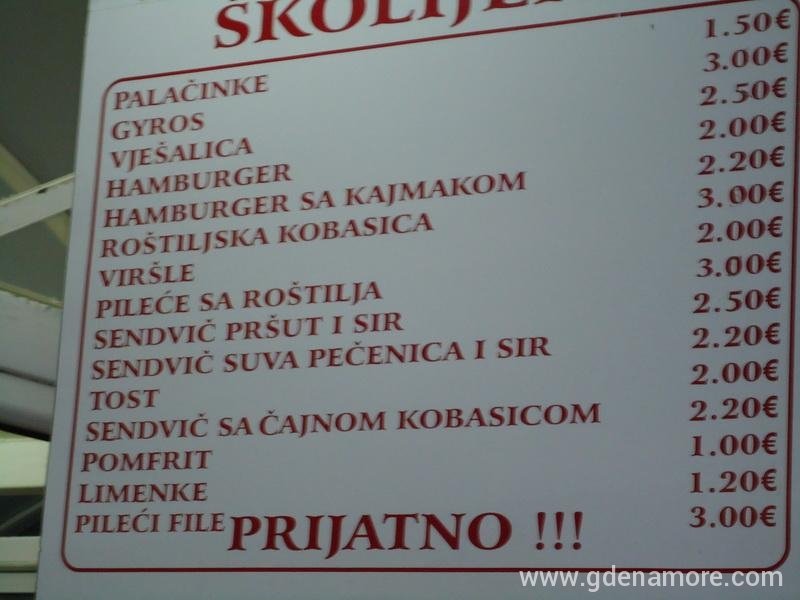 PALAČINKE 1.50€
GYROS 3.00€
VJEŠALICA 2.50€
HAMBURGER 2.00€
HAMBURGER SA KAJMAKOM 2.20€
ROŠTILJSKA KOBASICA 3.00€
VIRŠLE 2.00€
PILEĆE SA ROŠTILJA 3.00€
SENDVIČ PRŠUT I SIR 2.50€
SENDVIČ SUVA PEČENICA I SIR 2.20€
TOST 2.00€
SENDVIČ SA ČAJNOM KOBASICOM 2.20€
POMFRIT 1.00€
LIMENKE 1.20€
PILEĆI FILE 3.00€
PRIJATNO !!!
www.gdenamore.com